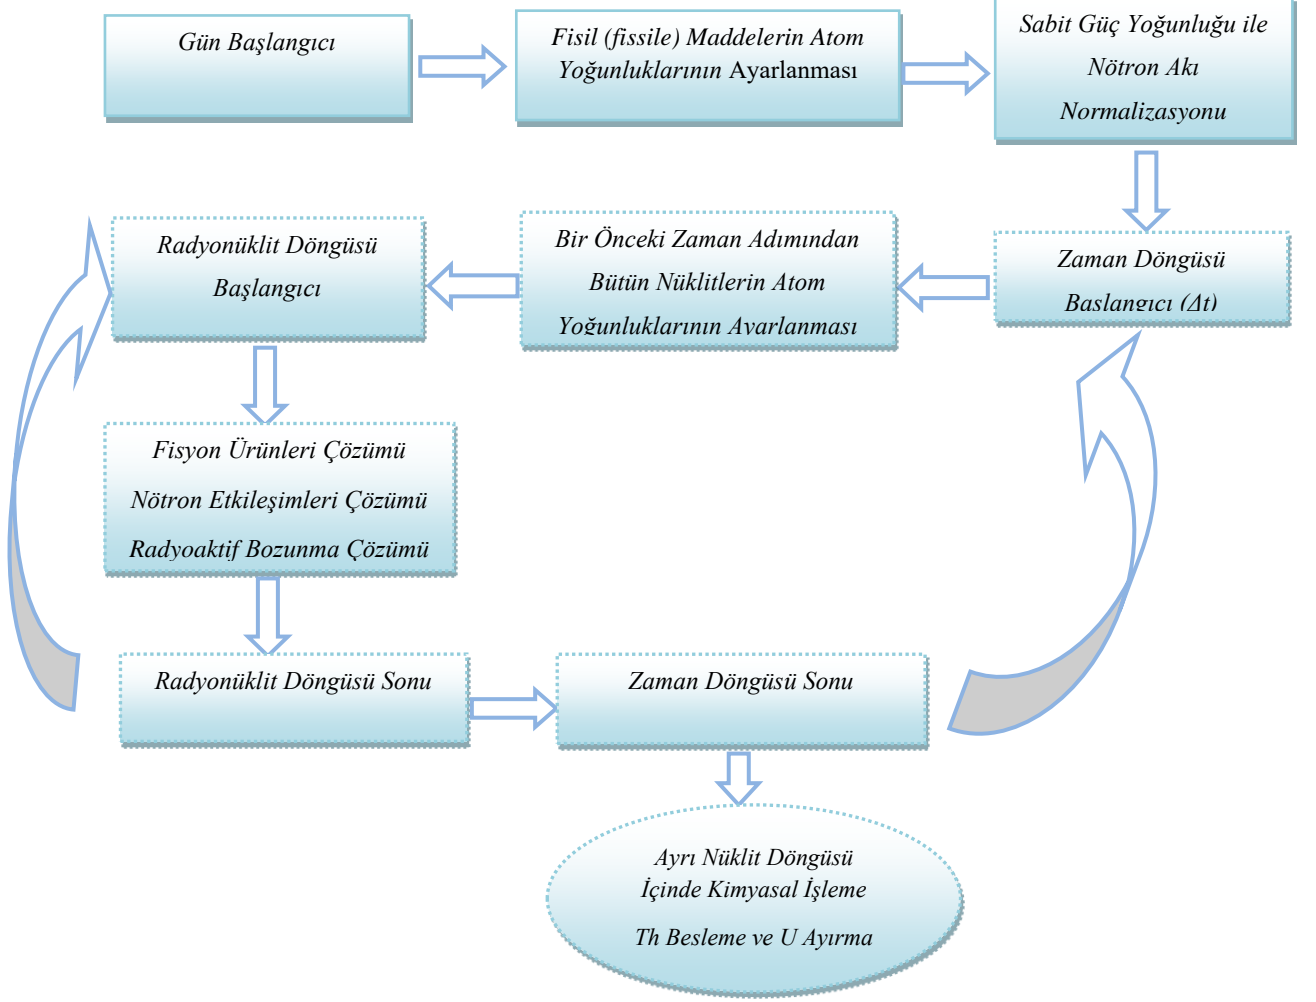 Gün Başlangıcı
Fisil (fissile) Maddelerin Atom
Yoğunluklarının Ayarlanması
Sabit Güç Yoğunluğu ile
Nötron Akı
Normalizasyonu
Zaman Döngüsü
Başlangıcı (Δt)
Bir Önceki Zaman Adımından
Bütün Nüklitlerin Atom
Yoğunluklarının Ayarlanması
Radyonüklit Döngüsü
Başlangıcı
Fisyon Ürünleri Çözümü
Nötron Etkileşimleri Çözümü
Radyoaktif Bozunma Çözümü
Radyonüklit Döngüsü Sonu
Zaman Döngüsü Sonu
Ayrı Nüklit Döngüsü
İçinde Kimyasal İşleme
Th Besleme ve U Ayırma